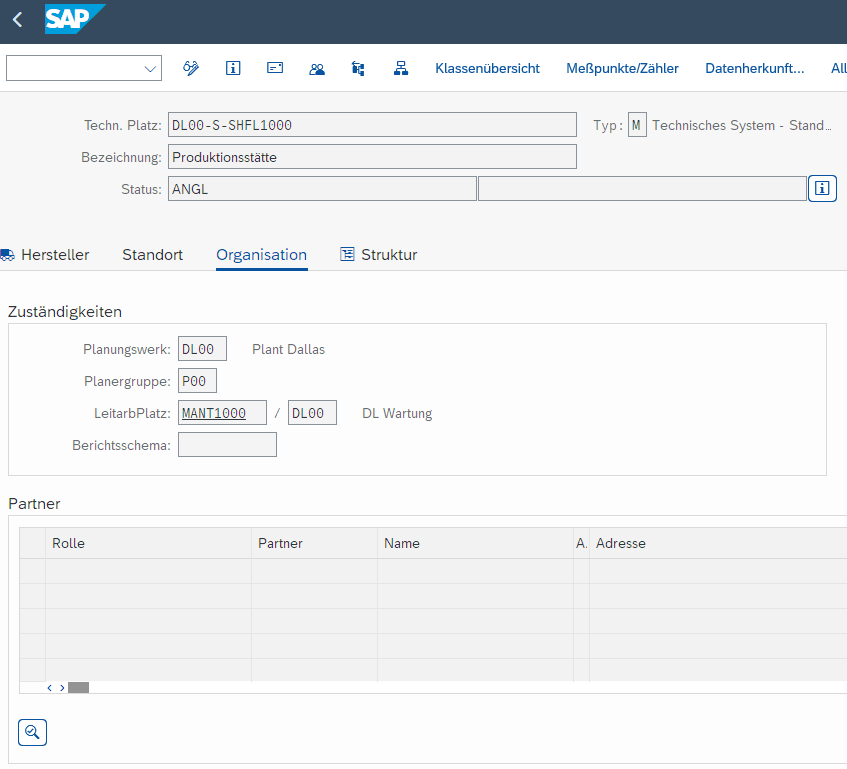 SAP
Klassenübersicht Meßpunkte/Zähler Datenherkunft... All
Techn. Platz: DL00-S-SHFL1000 Typ: M Technisches System - Stand...
Bezeichnung: Produktionsstätte
Status: ANGL
Hersteller Standort Organisation Struktur
Zuständigkeiten
Planungswerk: DL00 Plant Dallas
Planergruppe: P00
LeitarbPlatz: MANT1000 / DL00 DL Wartung
Berichtsschema:
Partner
Rolle Partner Name A. Adresse